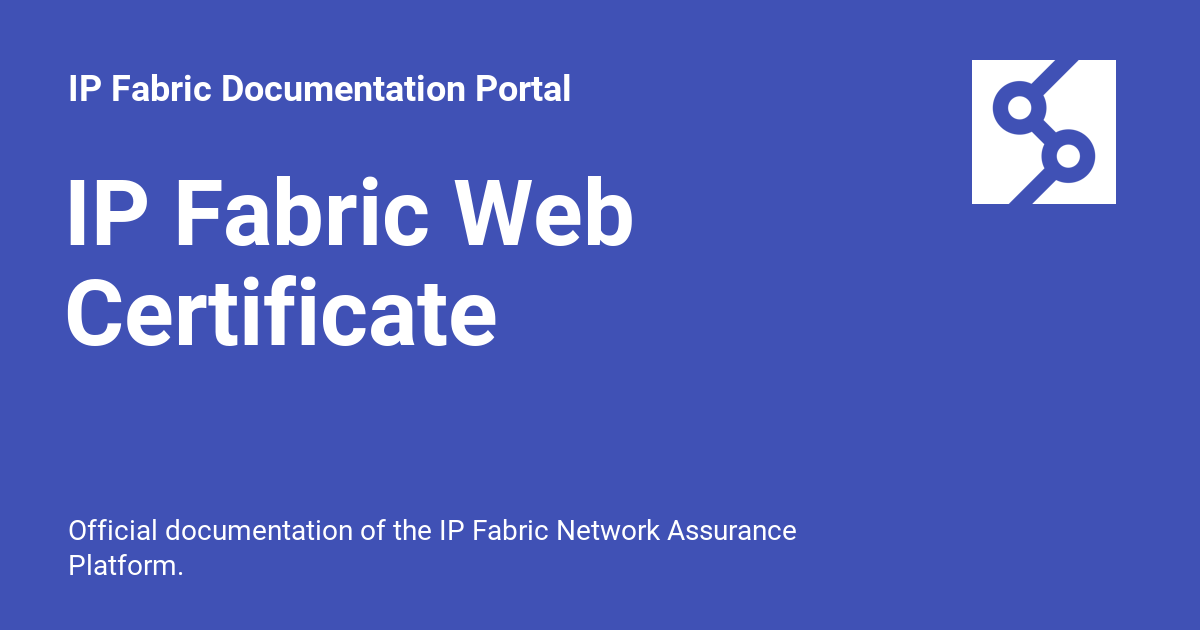 IP Fabric Documentation Portal
IP Fabric Web
Certificate
Official documentation of the IP Fabric Network Assurance
Platform.